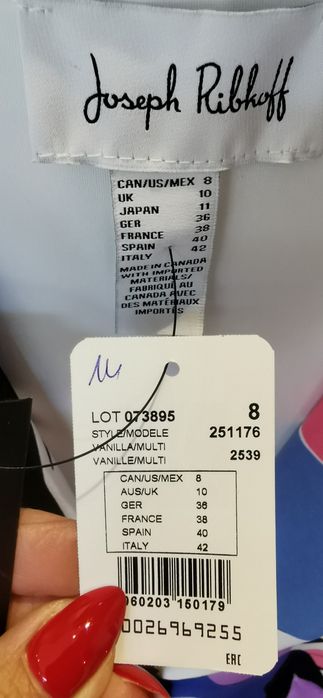 Joseph Ribkoff
CAN/US/MEX 8
UK 10
JAPAN 11
GER 36
FRANCE 38
SPAIN 40
ITALY 42
MADE IN CANADA
WITH IMPORTED
MATERIALS/
FABRIQUÉ AU
CANADA AVEC
DES MATÉRIAUX
IMPORTÉS
LOT 073895 8
STYLE/MODELE 251176
VANILLA/MULTI
VANILLE/MULTI 2539
CAN/US/MEX 8
AUS/UK 10
GER 36
FRANCE 38
SPAIN 40
ITALY 42
60203 150179
0026969255
EAC